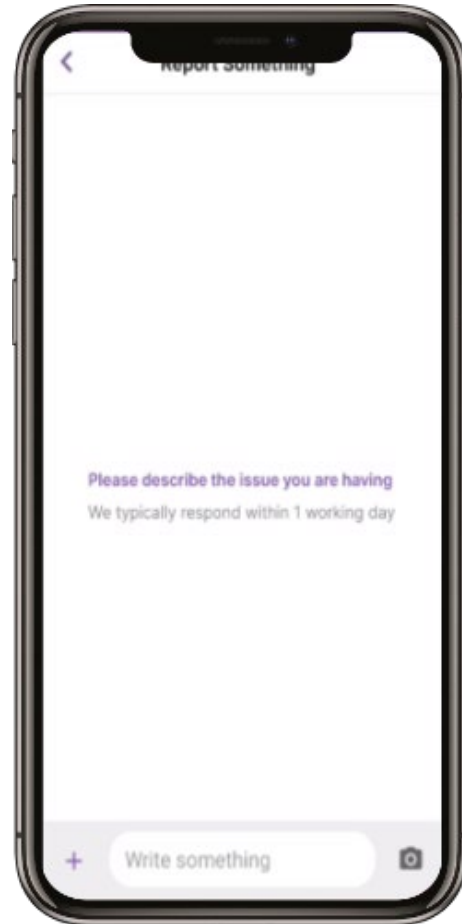 Report Something
Please describe the issue you are having
We typically respond within 1 working day
Write something